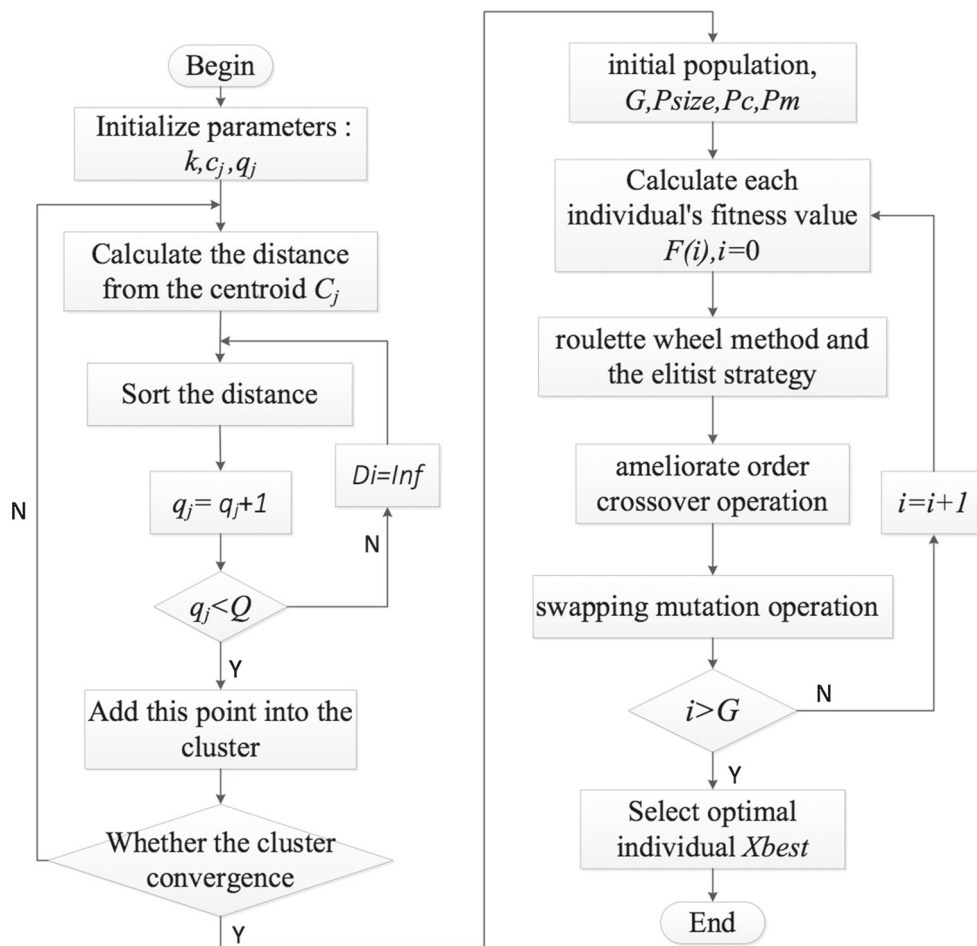 Begin
Initialize parameters :
k,cj,qj
Calculate the distance
from the centroid Cj
Sort the distance
qj= qj+1
Di=Inf
N
qj<Q
N
Y
Add this point into the
cluster
Whether the cluster
convergence
Y
initial population,
G,Psize,Pc,Pm
Calculate each
individual's fitness value
F(i),i=0
roulette wheel method and
the elitist strategy
ameliorate order
crossover operation
i=i+1
swapping mutation operation
i>G
N
Y
Select optimal
individual Xbest
End